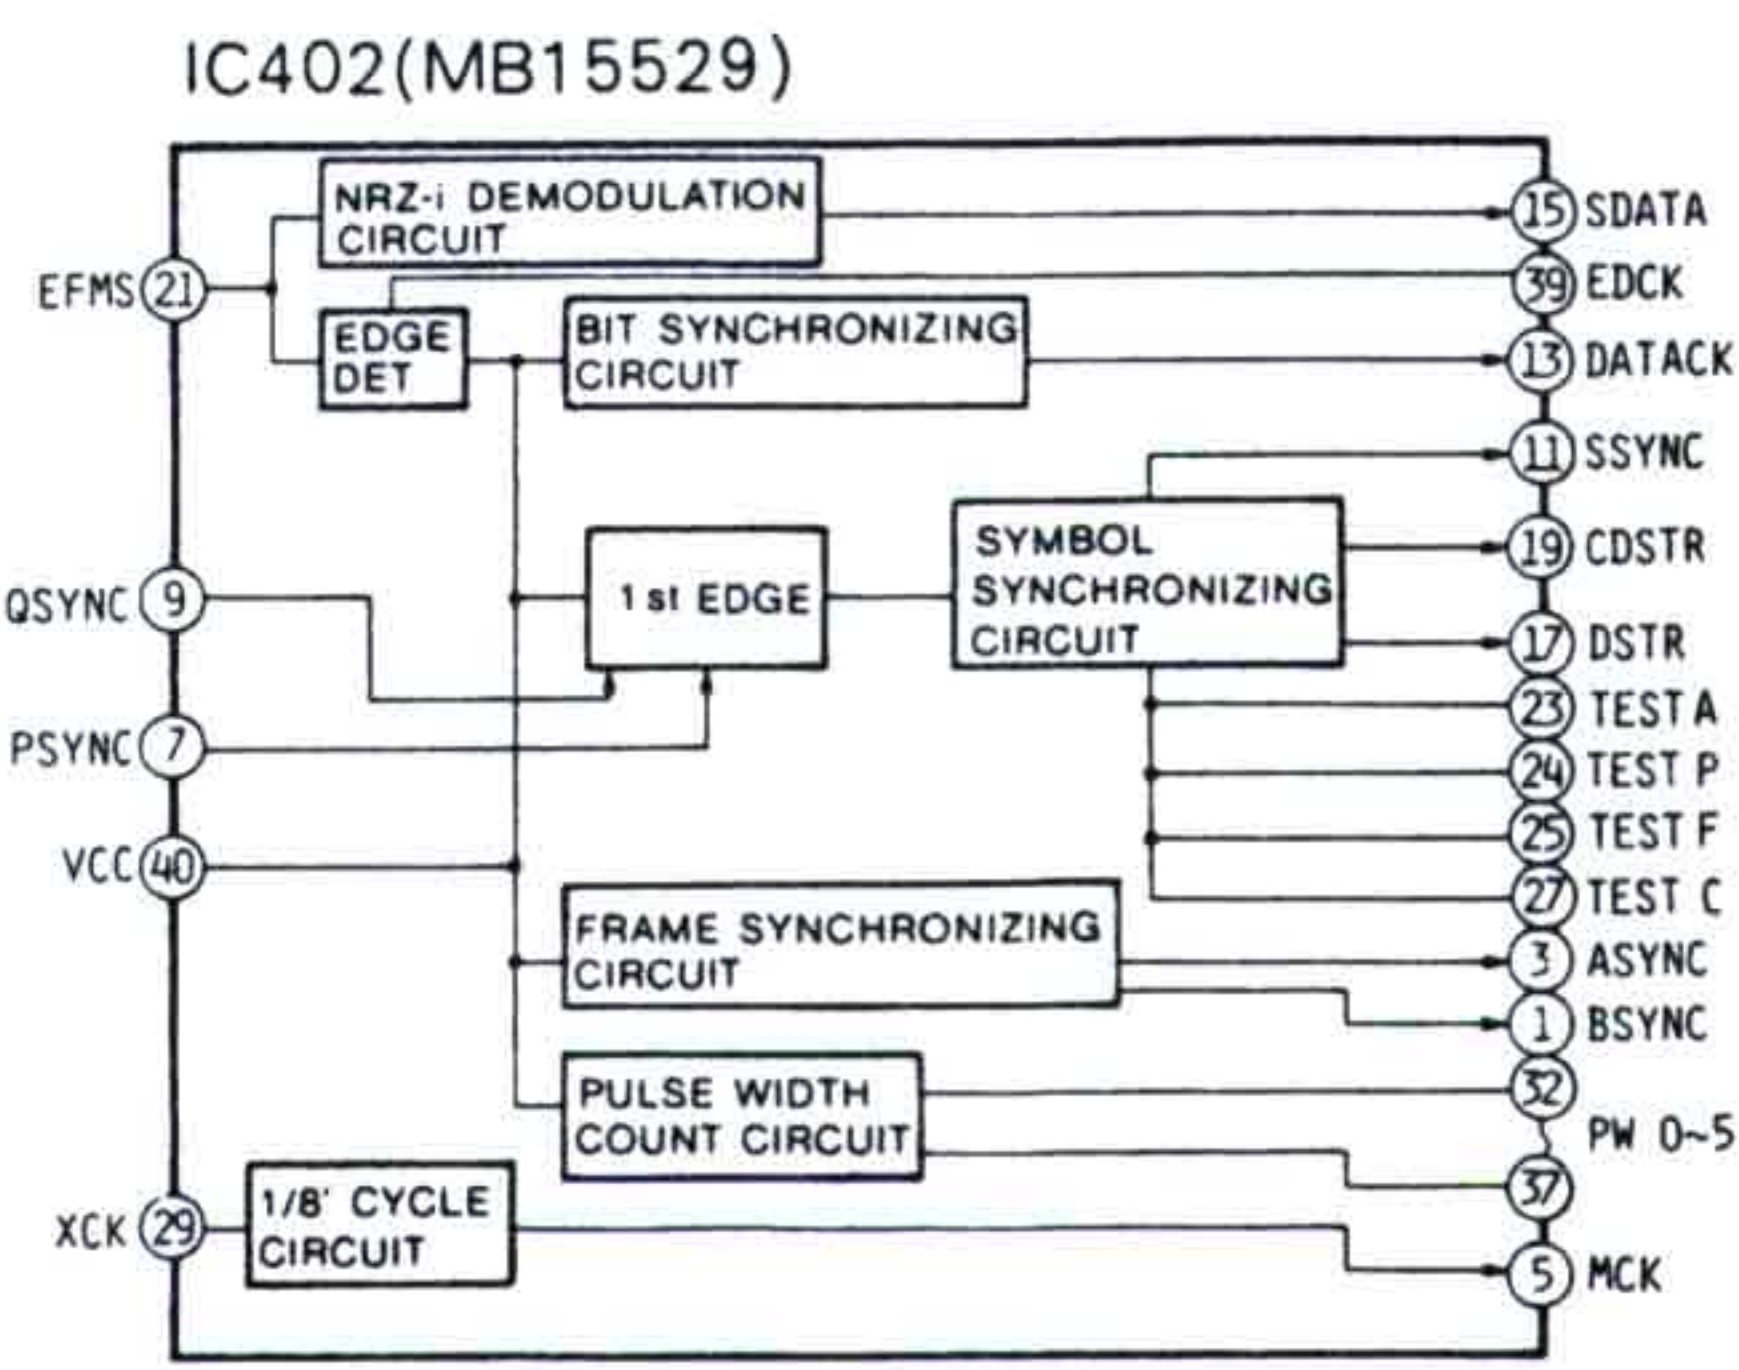 IC402(MB15529)
NRZ-i DEMODULATION
CIRCUIT
15 SDATA
EFMS 21
39 EDCK
EDGE
DET
BIT SYNCHRONIZING
CIRCUIT
13 DATACK
11 SSYNC
QSYNC 9
1st EDGE
SYMBOL
SYNCHRONIZING
CIRCUIT
19 CDSTR
17 DSTR
PSYNC 7
23 TEST A
24 TEST P
25 TEST F
27 TEST C
VCC 40
FRAME SYNCHRONIZING
CIRCUIT
3 ASYNC
1 BSYNC
PULSE WIDTH
COUNT CIRCUIT
32
PW 0~5
37
XCK 29
1/8' CYCLE
CIRCUIT
5 MCK